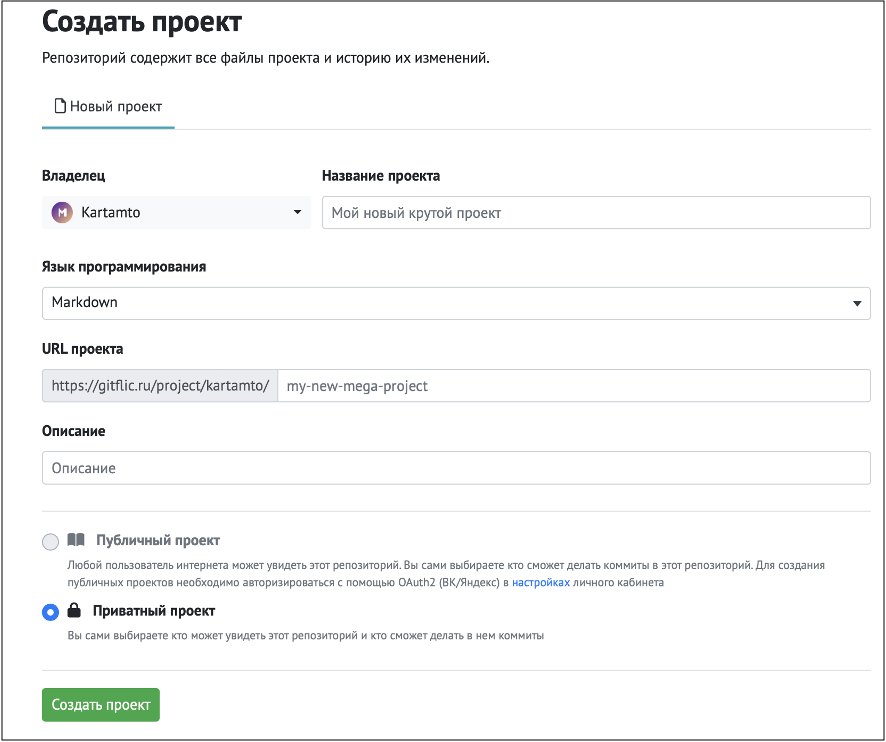 Создать проект
Репозиторий содержит все файлы проекта и историю их изменений.
Новый проект
Владелец
Название проекта
M Kartamto
Мой новый крутой проект
Язык программирования
Markdown
URL проекта
https://gitflic.ru/project/kartamto/ my-new-mega-project
Описание
Описание
Публичный проект
Любой пользователь интернета может увидеть этот репозиторий. Вы сами выбираете кто сможет делать коммиты в этот репозиторий. Для создания
публичных проектов необходимо авторизироваться с помощью OAuth2 (ВК/Яндекс) в настройках личного кабинета
Приватный проект
Вы сами выбираете кто может увидеть этот репозиторий и кто сможет делать в нем коммиты
Создать проект